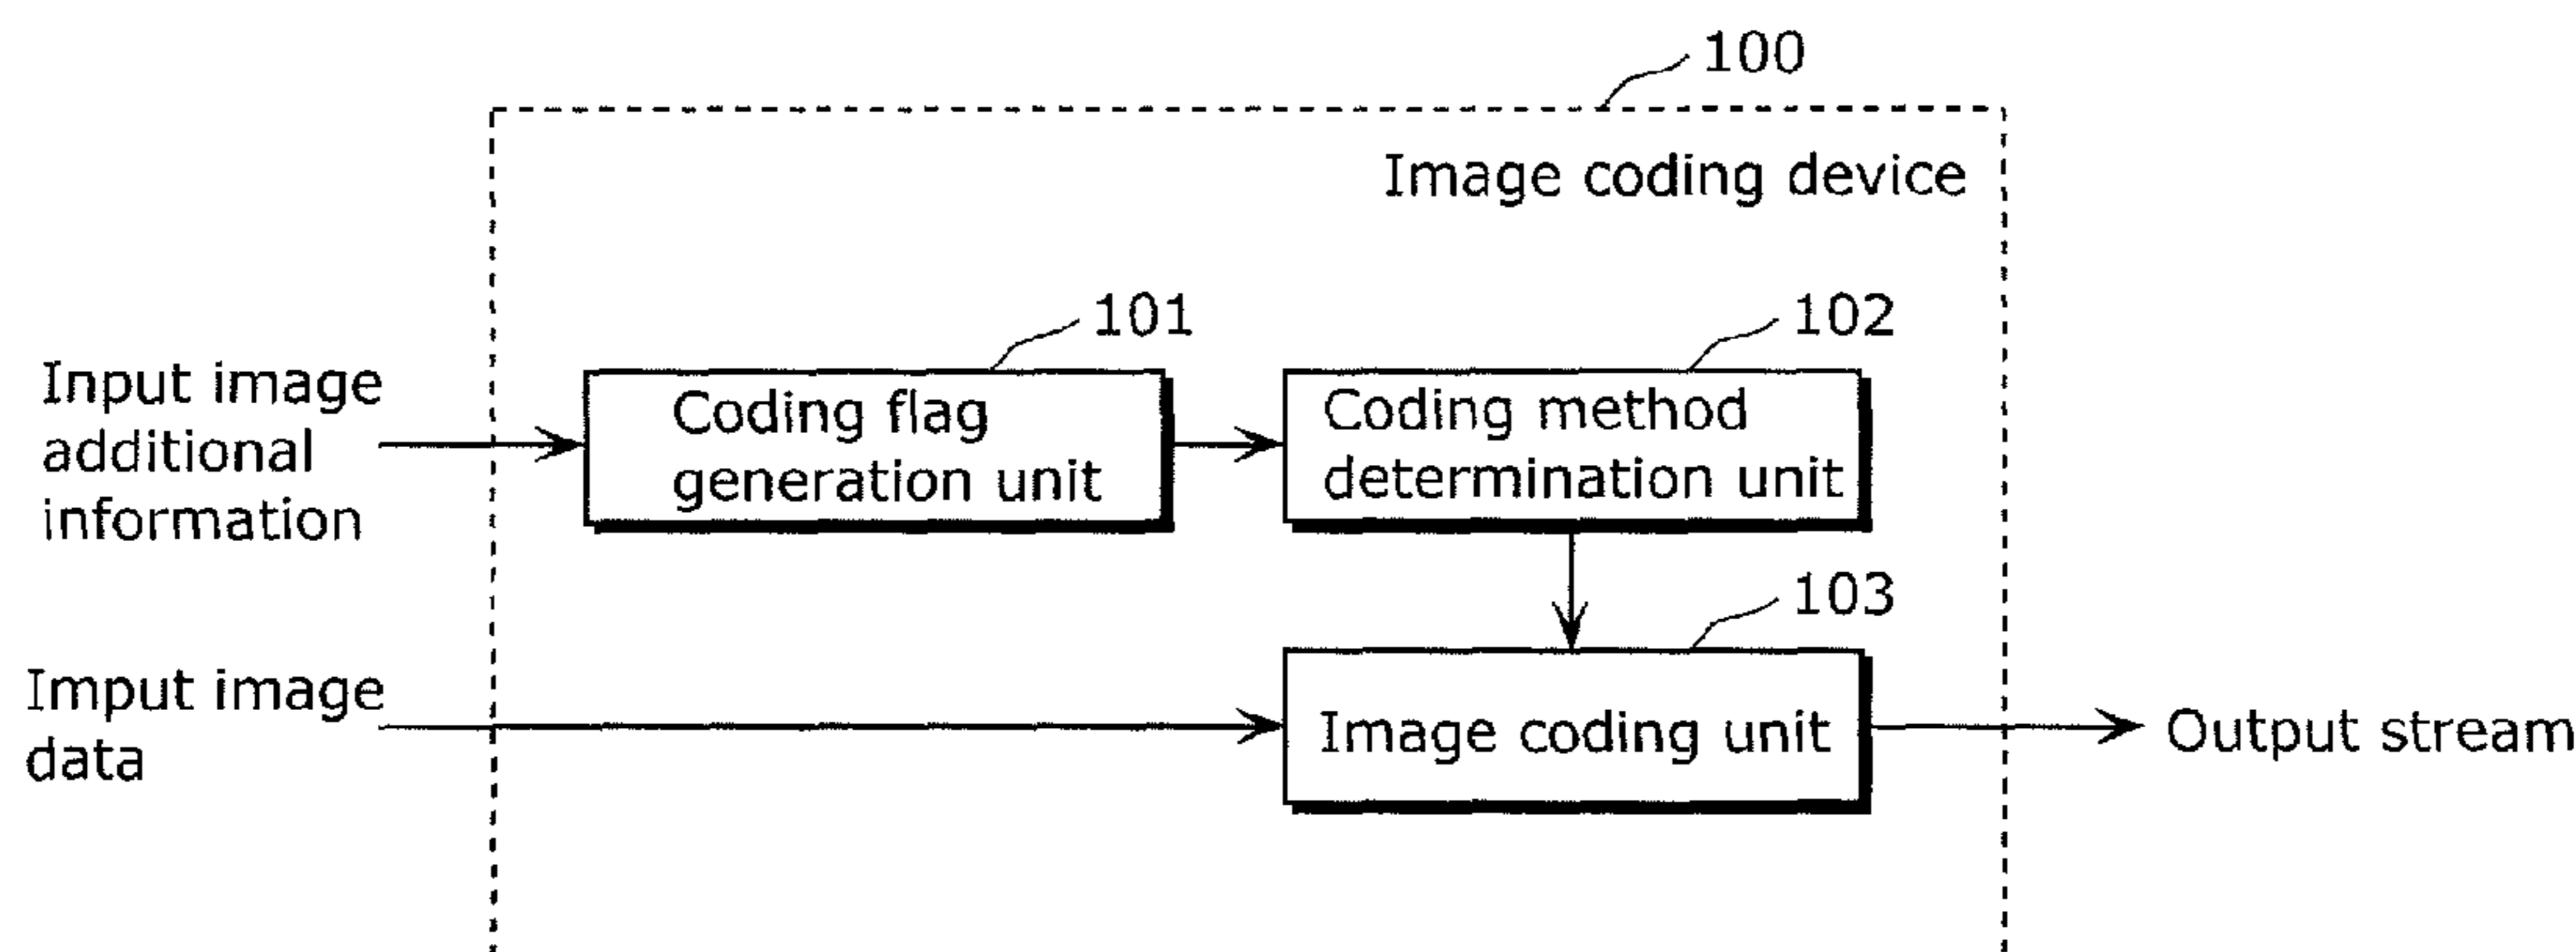 100
Image coding device
101
102
Input image
additional
information
Coding flag
generation unit
Coding method
determination unit
103
Imput image
data
Image coding unit
Output stream